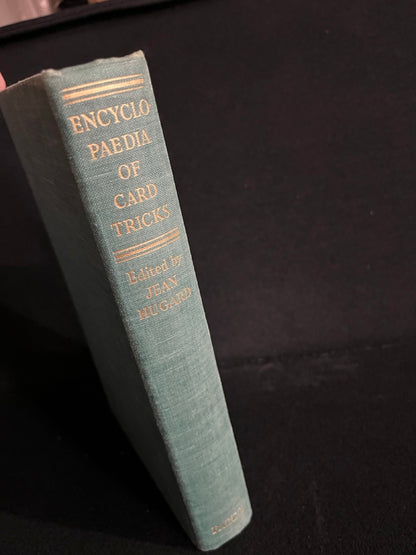 ENCYCLO
PAEDIA
OF
CARD
TRICKS
Edited by
JEAN
HUGARD